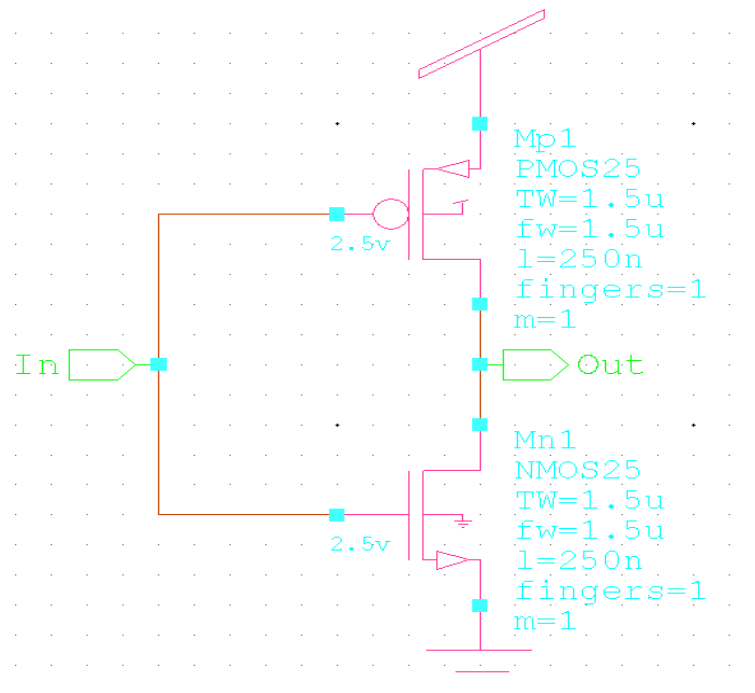 Mp1
PMOS25
TW=1.5u
fw=1.5u
l=250n
fingers=1
m=1
2.5v
In
Out
Mn1
NMOS25
TW=1.5u
fw=1.5u
l=250n
fingers=1
m=1
2.5v